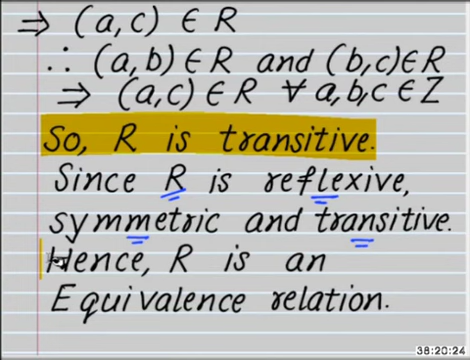 ⇒ (a,c) ∈ R
∴ (a,b) ∈ R and (b,c) ∈ R
⇒ (a,c) ∈ R ∀ a,b,c ∈ Z
So, R is transitive.
Since R is reflexive,
symmetric and transitive.
Hence, R is an
Equivalence relation.
38:20:24